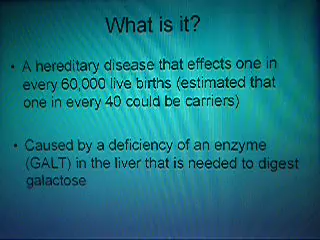 What is it?
• A hereditary disease that effects one in
every 60,000 live births (estimated that
one in every 40 could be carriers)
• Caused by a deficiency of an enzyme
(GALT) in the liver that is needed to digest
galactose